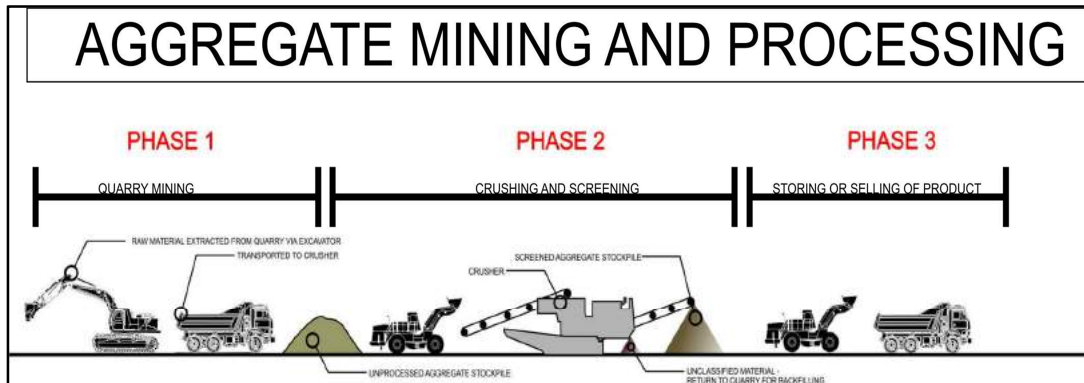 AGGREGATE MINING AND PROCESSING
PHASE 1
PHASE 2
PHASE 3
QUARRY MINING
CRUSHING AND SCREENING
STORING OR SELLING OF PRODUCT
RAW MATERIAL EXTRACTED FROM QUARRY VIA EXCAVATOR
TRANSPORTED TO CRUSHER
SCREENED AGGREGATE STOCKPILE
CRUSHER
UNPROCESSED AGGREGATE STOCKPILE
UNCLASSIFIED MATERIAL -
RETURN TO QUARRY FOR BACKFILLING